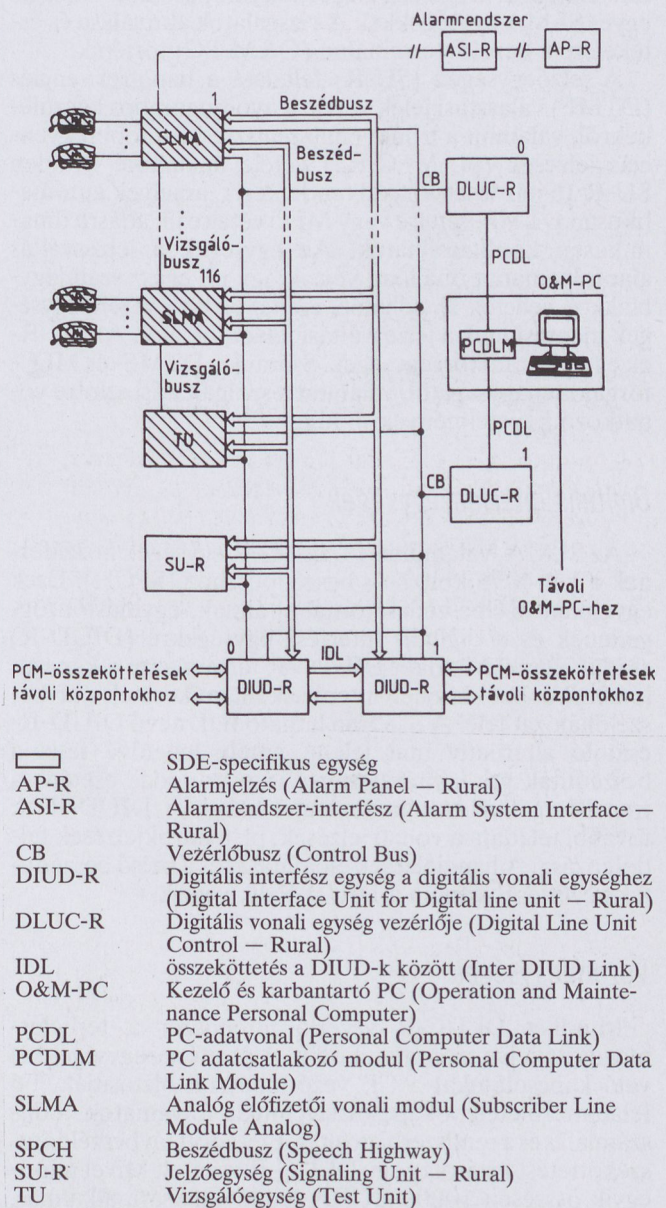 Alarmrendszer
ASI-R
AP-R
1
Beszédbusz
SLMA
Beszéd-
busz
0
CB
DLUC-R
Vizsgáló-
busz
116
PCDL
O&M-PC
SLMA
PCDLM
Vizsgáló-
busz
TU
PCDL
1
CB
DLUC-R
SU-R
Távoli
O&M-PC-hez
0
IDL
1
PCM-összeköttetések
távoli központokhoz
DIUD-R
DIUD-R
PCM-összeköttetések
távoli központokhoz
SDE-specifikus egység
AP-R Alarmjelzés (Alarm Panel — Rural)
ASI-R Alarmrendszer-interfész (Alarm System Interface —
Rural)
CB Vezérlőbusz (Control Bus)
DIUD-R Digitális interfész egység a digitális vonali egységhez
(Digital Interface Unit for Digital line unit — Rural)
DLUC-R Digitális vonali egység vezérlője (Digital Line Unit
Control — Rural)
IDL összeköttetés a DIUD-k között (Inter DIUD Link)
O&M-PC Kezelő és karbantartó PC (Operation and Mainte-
nance Personal Computer)
PCDL PC-adatvonal (Personal Computer Data Link)
PCDLM PC adatcsatlakozó modul (Personal Computer Data
Link Module)
SLMA Analóg előfizetői vonali modul (Subscriber Line
Module Analog)
SPCH Beszédbusz (Speech Highway)
SU-R Jelzőegység (Signaling Unit — Rural)
TU Vizsgálóegység (Test Unit)